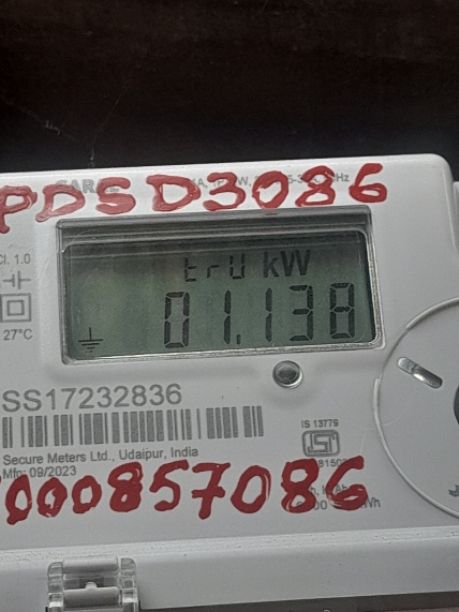 PDSD3086
Cl. 1.0
27°C
trU kW
01.138
SS17232836
IS 13779
Secure Meters Ltd., Udaipur, India
Mfn: 09/2023
000857086